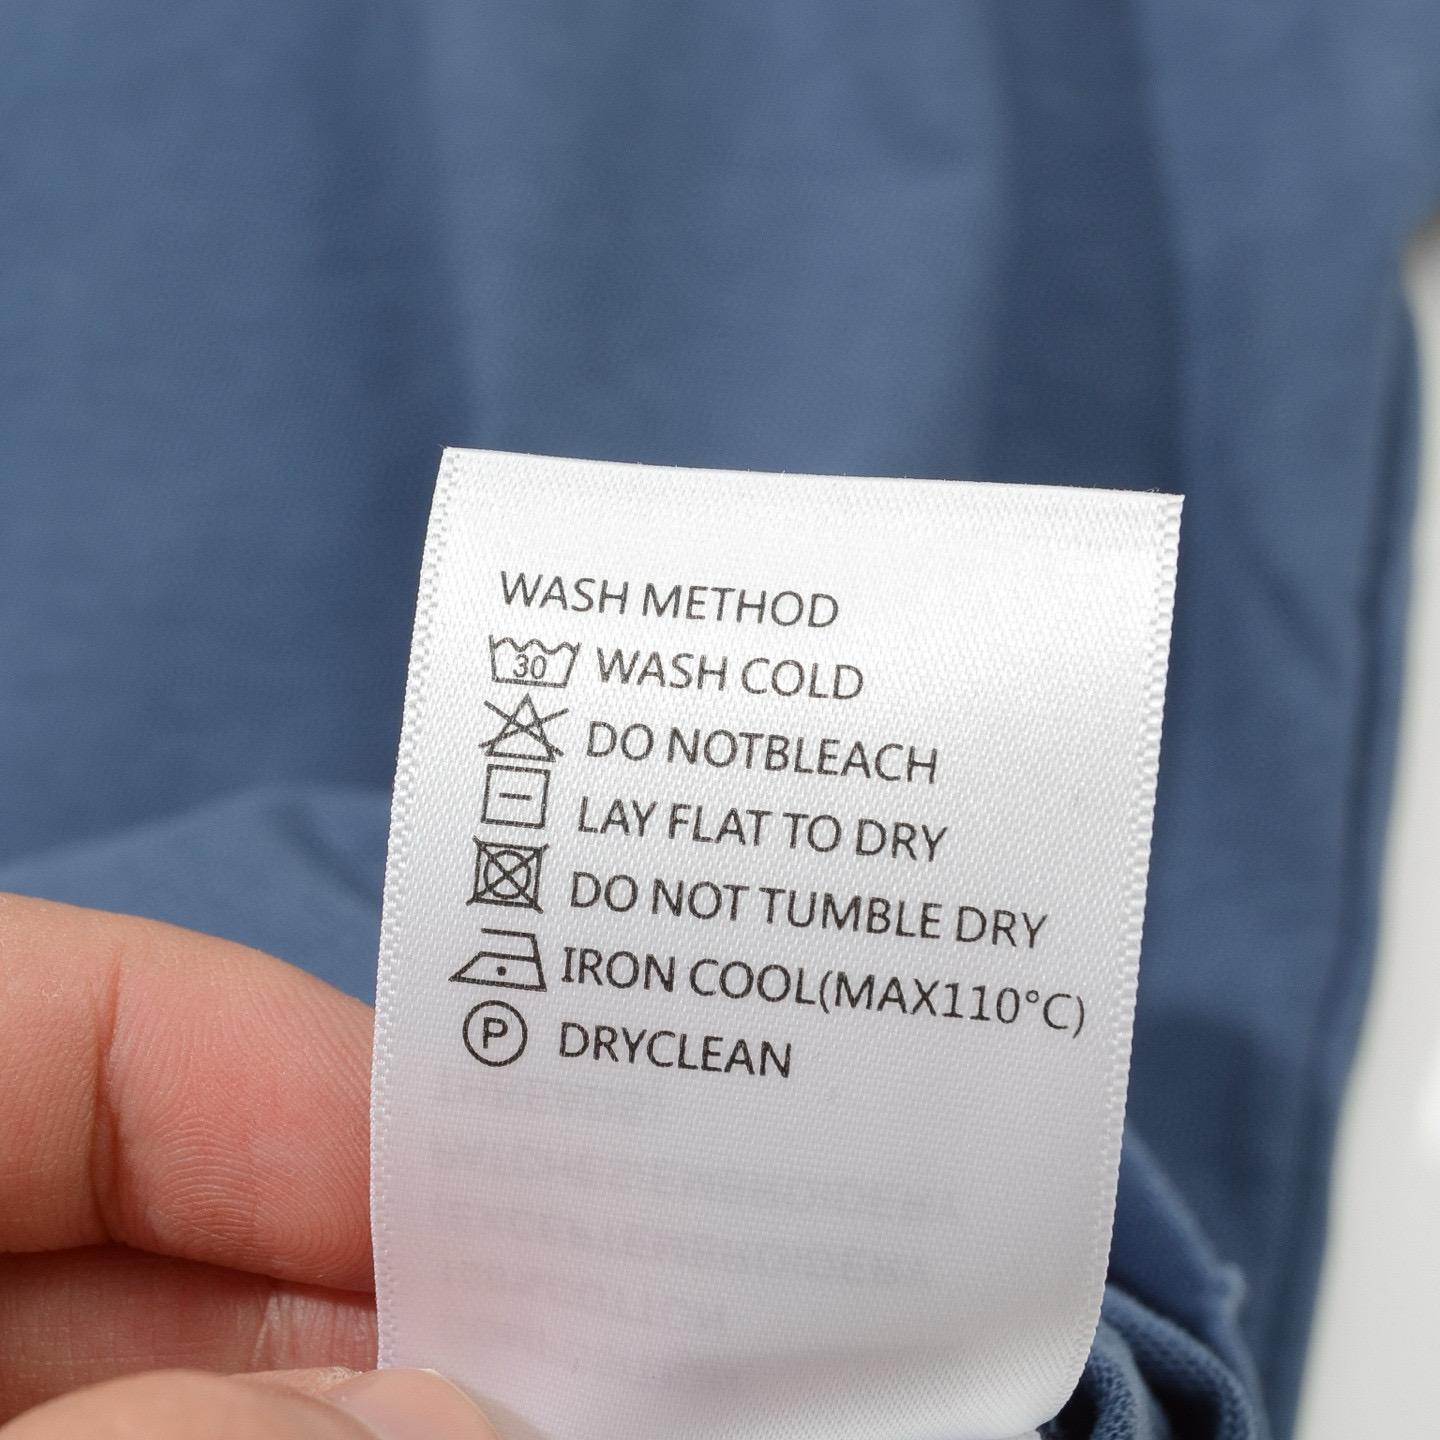 WASH METHOD
30 WASH COLD
DO NOTBLEACH
LAY FLAT TO DRY
DO NOT TUMBLE DRY
IRON COOL(MAX110°C)
P DRYCLEAN